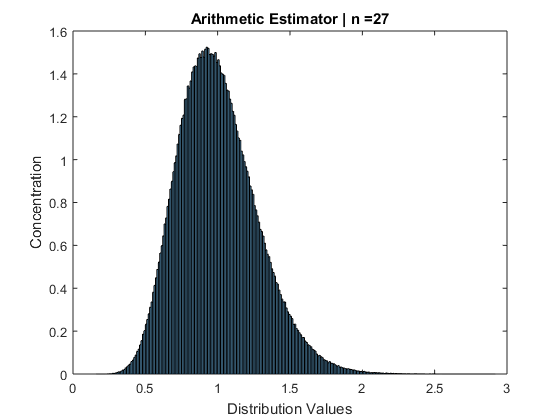 Arithmetic Estimator | n =27
1.6
1.4
1.2
1
0.8
0.6
0.4
0.2
0
Concentration
0 0.5 1 1.5 2 2.5 3
Distribution Values